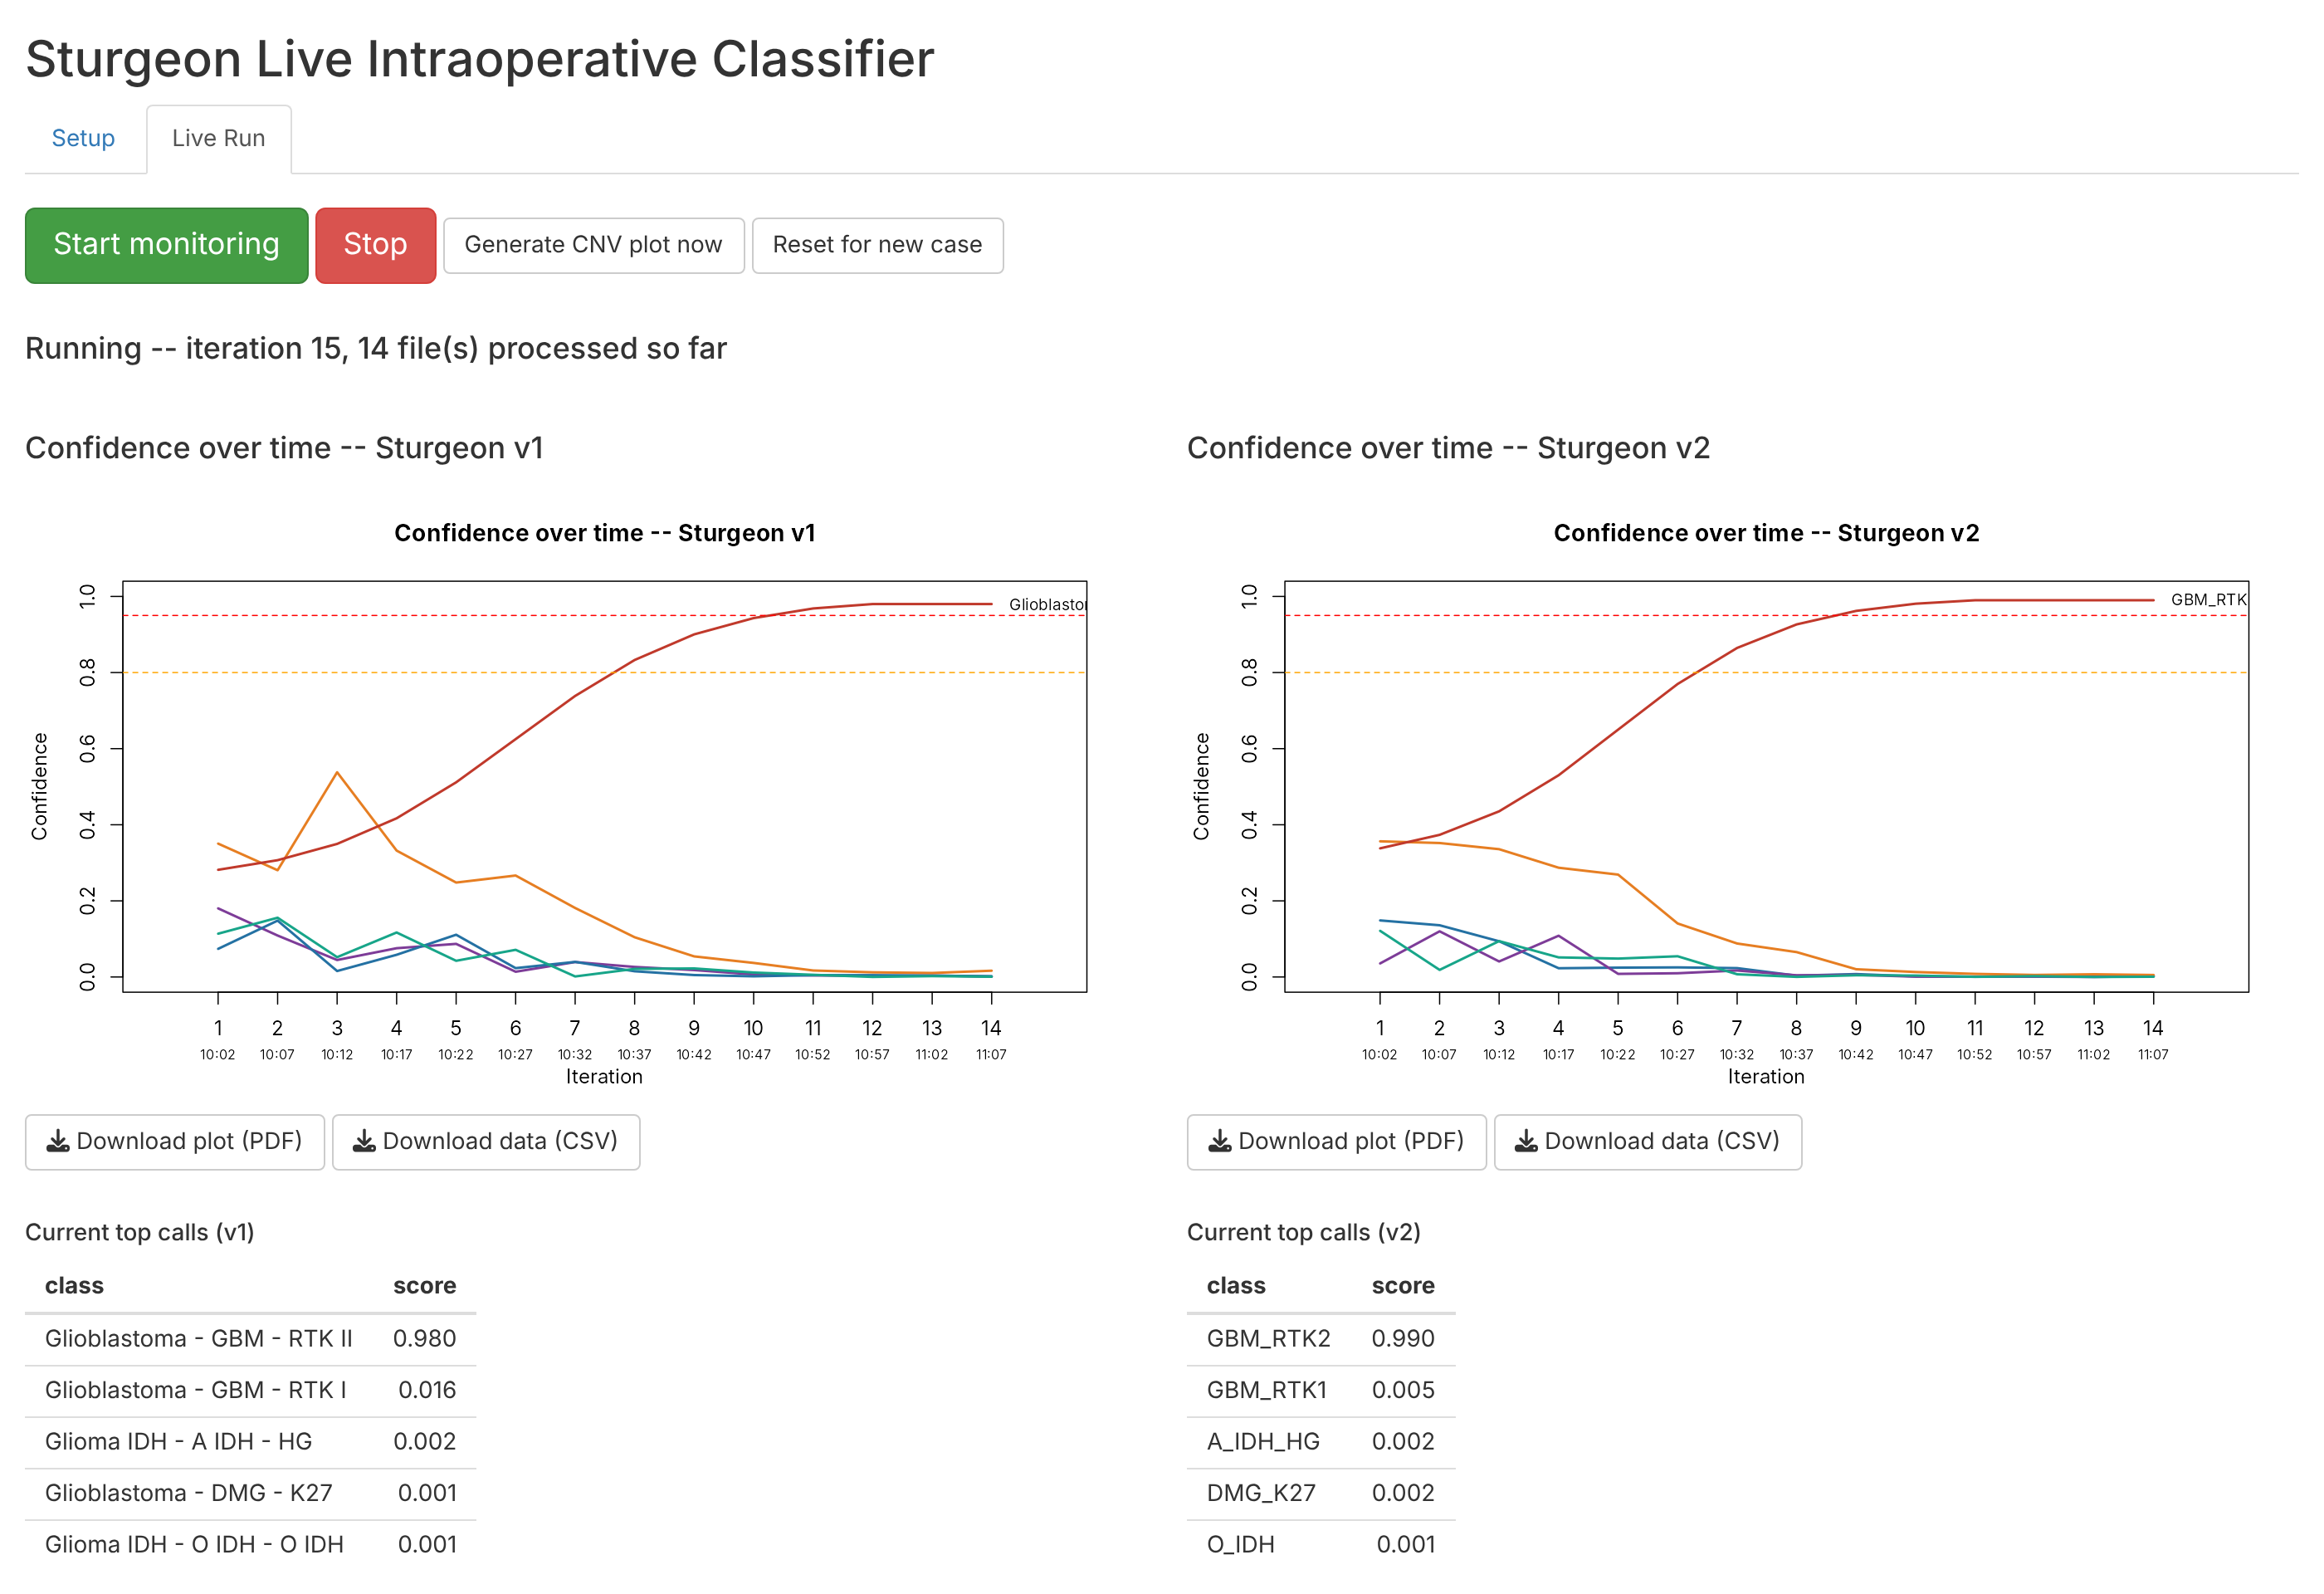 Sturgeon Live Intraoperative Classifier
Setup Live Run
Start monitoring Stop Generate CNV plot now Reset for new case
Running -- iteration 15, 14 file(s) processed so far
Confidence over time -- Sturgeon v1
Confidence over time -- Sturgeon v1
1.0
0.8
0.6
0.4
0.2
0.0
Confidence
Glioblastor
1 2 3 4 5 6 7 8 9 10 11 12 13 14
10:02 10:07 10:12 10:17 10:22 10:27 10:32 10:37 10:42 10:47 10:52 10:57 11:02 11:07
Iteration
Download plot (PDF) Download data (CSV)
Current top calls (v1)
class score
Glioblastoma - GBM - RTK II 0.980
Glioblastoma - GBM - RTK I 0.016
Glioma IDH - A IDH - HG 0.002
Glioblastoma - DMG - K27 0.001
Glioma IDH - O IDH - O IDH 0.001
Confidence over time -- Sturgeon v2
Confidence over time -- Sturgeon v2
1.0
0.8
0.6
0.4
0.2
0.0
Confidence
GBM_RTK
1 2 3 4 5 6 7 8 9 10 11 12 13 14
10:02 10:07 10:12 10:17 10:22 10:27 10:32 10:37 10:42 10:47 10:52 10:57 11:02 11:07
Iteration
Download plot (PDF) Download data (CSV)
Current top calls (v2)
class score
GBM_RTK2 0.990
GBM_RTK1 0.005
A_IDH_HG 0.002
DMG_K27 0.002
O_IDH 0.001